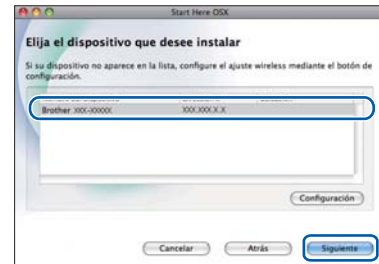 Start Here OSX
Elija el dispositivo que desee instalar
Si su dispositivo no aparece en la lista, configure el ajuste wireless mediante el botón de
configuración.
Brother XXX-XXXXX XXX.XXX.X.X
Configuración
Cancelar Atrás Siguiente